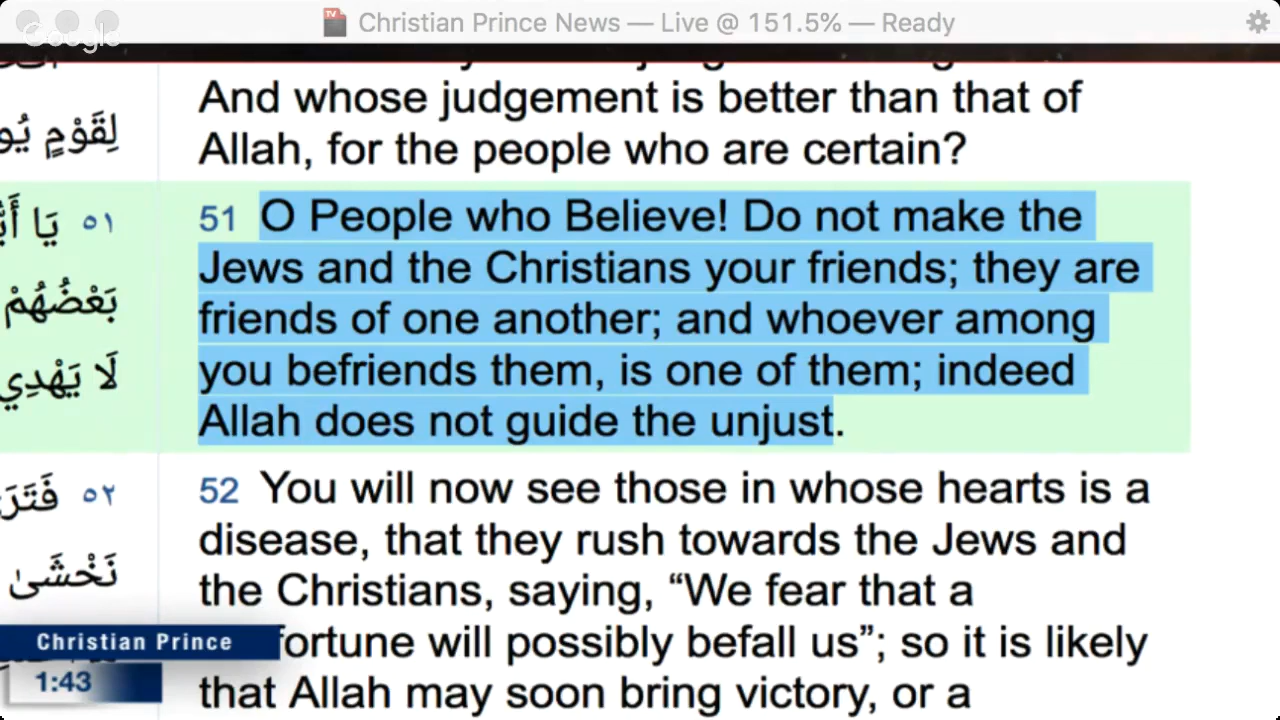 Christian Prince News — Live @ 151.5% — Ready
Google
And whose judgement is better than that of
لِقَوْمٍ
Allah, for the people who are certain?
٥١ يَا
51 O People who Believe! Do not make the
Jews and the Christians your friends; they are
بَعْضُهُمْ
friends of one another; and whoever among
you befriends them, is one of them; indeed
لَا يَهْدِي
Allah does not guide the unjust.
٥٢
52 You will now see those in whose hearts is a
disease, that they rush towards the Jews and
نَخْشَىٰ
the Christians, saying, “We fear that a
Christian Prince
fortune will possibly befall us”; so it is likely
1:43
that Allah may soon bring victory, or a